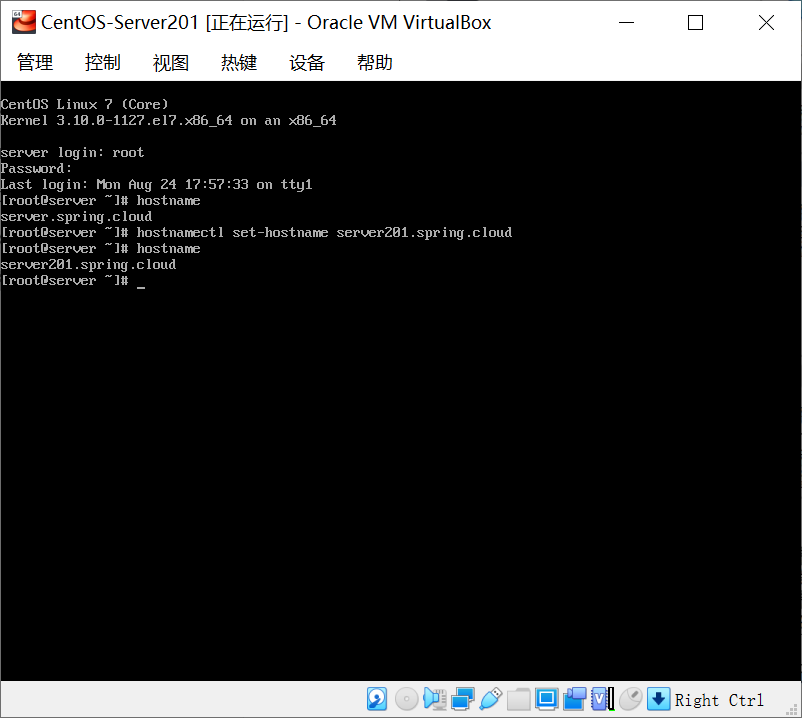 CentOS-Server201 [正在运行] - Oracle VM VirtualBox
管理 控制 视图 热键 设备 帮助
CentOS Linux 7 (Core)
Kernel 3.10.0-1127.el7.x86_64 on an x86_64
server login: root
Password:
Last login: Mon Aug 24 17:57:33 on tty1
[root@server ~]# hostname
server.spring.cloud
[root@server ~]# hostnamectl set-hostname server201.spring.cloud
[root@server ~]# hostname
server201.spring.cloud
[root@server ~]# _
Right Ctrl